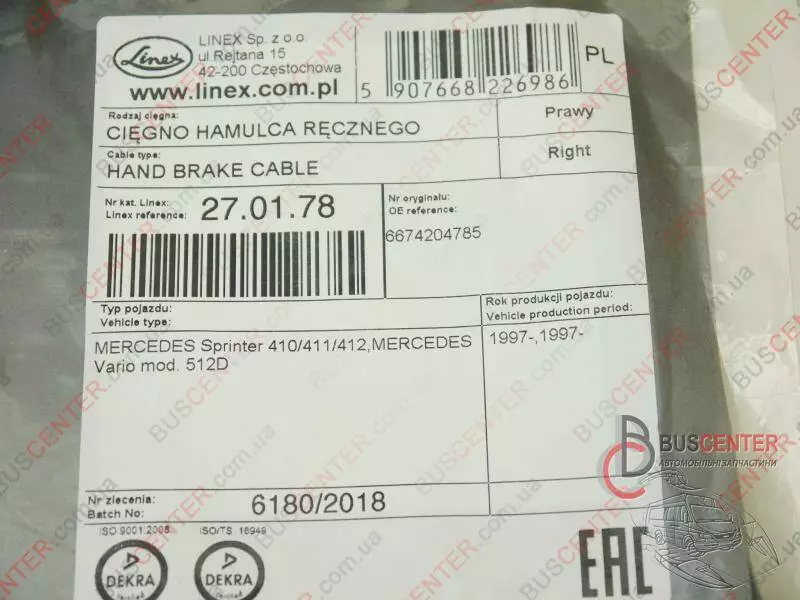 Linex
LINEX Sp. z o.o.
ul.Rejtana 15
42-200 Częstochowa
www.linex.com.pl
5 907668 226986
PL
Rodzaj cięgna:
CIĘGNO HAMULCA RĘCZNEGO
Prawy
Cable type:
HAND BRAKE CABLE
Right
Nr kat. Linex:
Linex reference:
27.01.78
Nr oryginału:
OE reference:
6674204785
Typ pojazdu:
Vehicle type:
Rok produkcji pojazdu:
Vehicle production period:
MERCEDES Sprinter 410/411/412,MERCEDES
Vario mod. 512D
1997-,1997-
Nr zlecenia:
Batch No:
6180/2018
ISO 9001:2008
ISO/TS 16949
DEKRA
Certified
DEKRA
Certified
EAC
BUSCENTER
АВТОМОБІЛЬНІ ЗАПЧАСТИНИ
BUSCENTER.com.ua